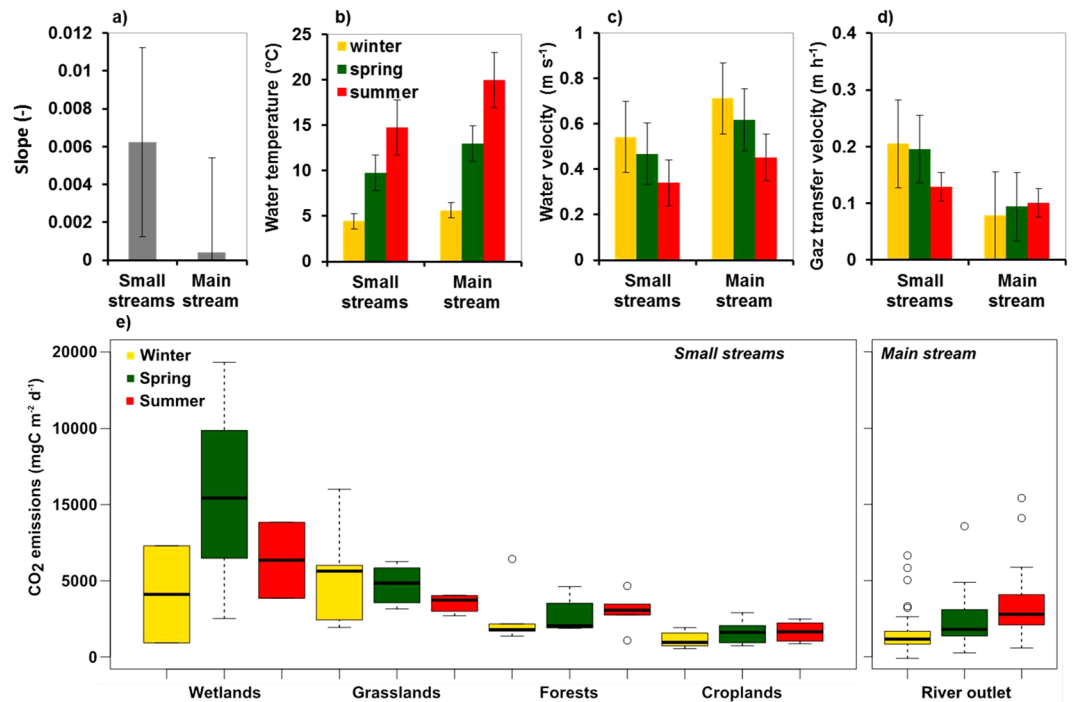 a)
Slope (-)
0.012
0.01
0.008
0.006
0.004
0.002
0
Small streams
Main stream
b)
Water temperature (°C)
25
20
15
10
5
0
winter
spring
summer
Small streams
Main stream
c)
Water velocity (m s-1)
1
0.8
0.6
0.4
0.2
0
Small streams
Main stream
d)
Gaz transfer velocity (m h-1)
0.4
0.3
0.2
0.1
0
Small streams
Main stream
e)
CO2 emissions (mgC m-2 d-1)
20000
10000
15000
5000
0
Winter
Spring
Summer
Small streams
Main stream
Wetlands
Grasslands
Forests
Croplands
River outlet